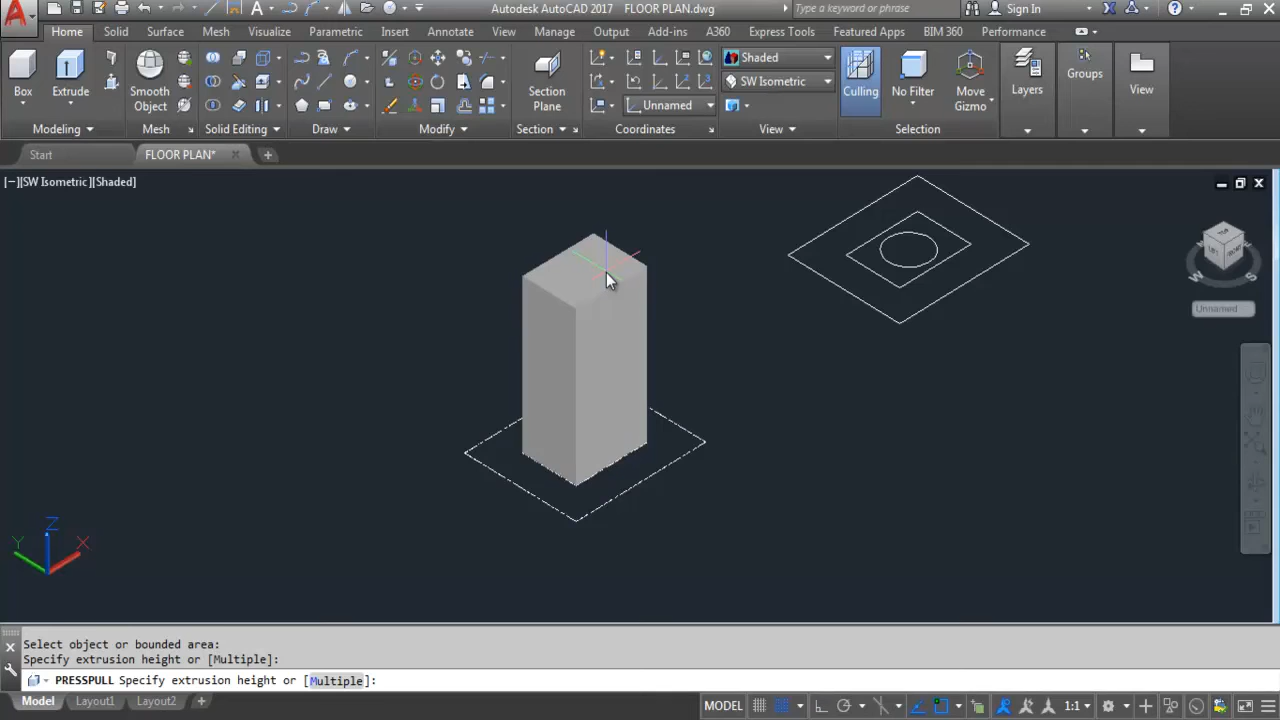 Autodesk AutoCAD 2017 FLOOR PLAN.dwg
Type a keyword or phrase
Sign In
Home Solid Surface Mesh Visualize Parametric Insert Annotate View Manage Output Add-ins A360 Express Tools Featured Apps BIM 360 Performance
Shaded
SW Isometric
Unnamed
Box
Extrude
Smooth
Object
Section
Plane
Culling
No Filter
Move
Gizmo
Layers
Groups
View
Modeling Mesh Solid Editing Draw Modify Section Coordinates View Selection
Start FLOOR PLAN*
[−][SW Isometric][Shaded]
TOP
LEFT
FRONT
W S
Unnamed
Z
Y X
Select object or bounded area:
Specify extrusion height or [Multiple]:
PRESSPULL Specify extrusion height or [Multiple]:
Model Layout1 Layout2
MODEL 1:1